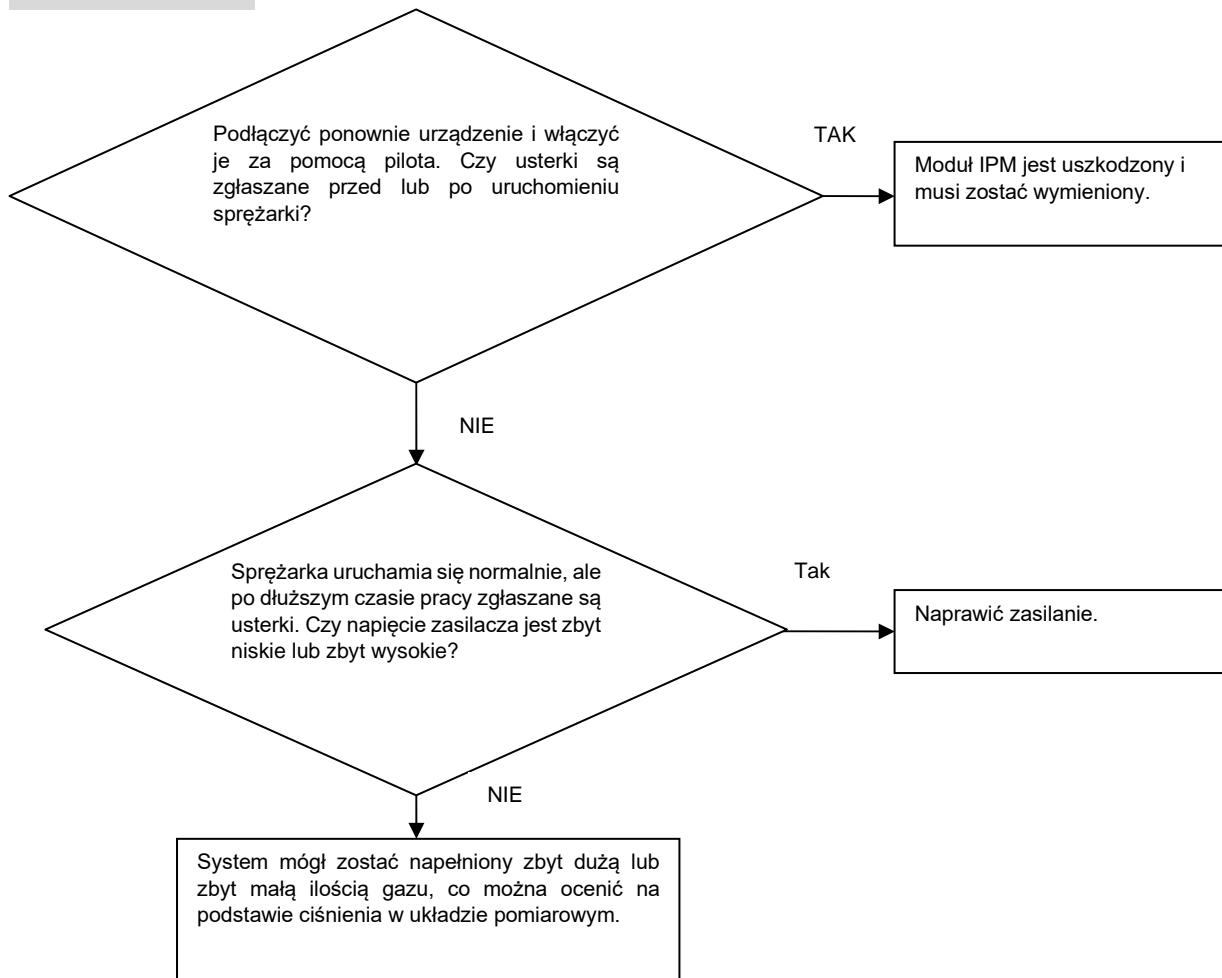 Podłączyć ponownie urządzenie i włączyć
je za pomocą pilota. Czy usterki są
zgłaszane przed lub po uruchomieniu
sprężarki?
TAK
Moduł IPM jest uszkodzony i
musi zostać wymieniony.
NIE
Sprężarka uruchamia się normalnie, ale
po dłuższym czasie pracy zgłaszane są
usterki. Czy napięcie zasilacza jest zbyt
niskie lub zbyt wysokie?
Tak
Naprawić zasilanie.
NIE
System mógł zostać napełniony zbyt dużą lub
zbyt małą ilością gazu, co można ocenić na
podstawie ciśnienia w układzie pomiarowym.